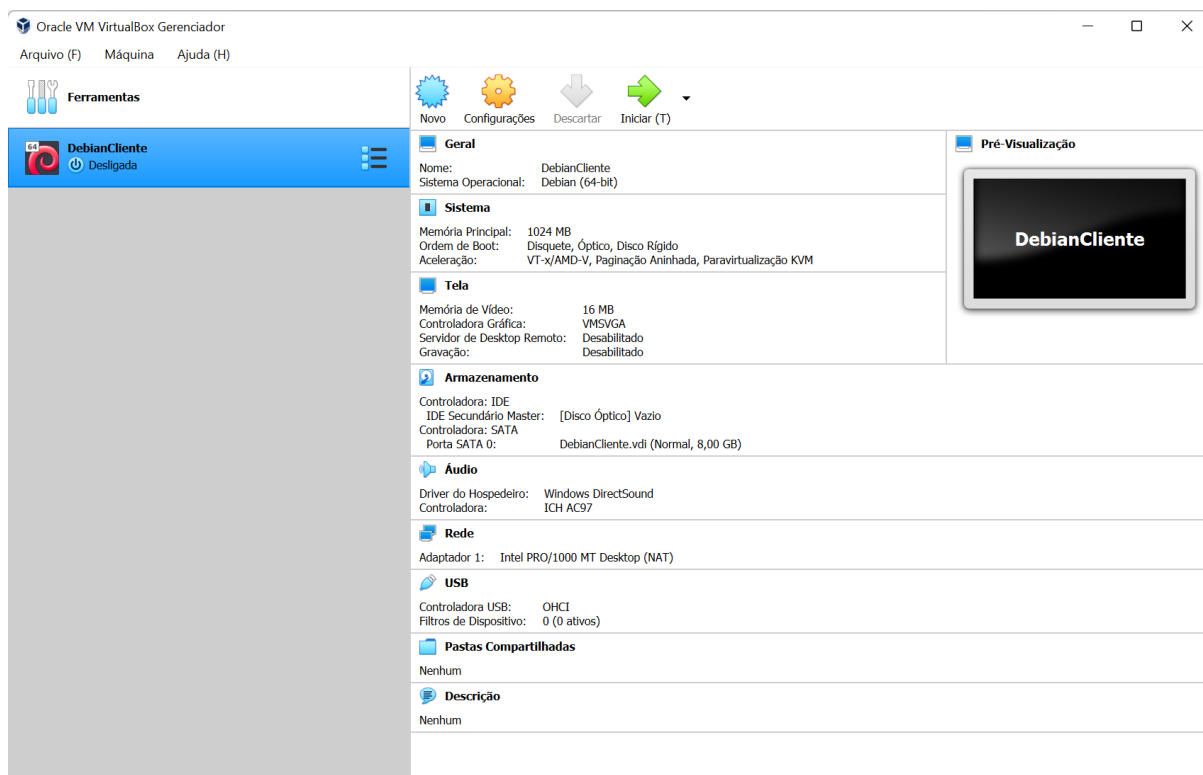 Oracle VM VirtualBox Gerenciador
Arquivo (F) Máquina Ajuda (H)
Ferramentas
Novo Configurações Descartar Iniciar (T)
64
DebianCliente
Desligada
Geral
Nome: DebianCliente
Sistema Operacional: Debian (64-bit)
Pré-Visualização
DebianCliente
Sistema
Memória Principal: 1024 MB
Ordem de Boot: Disquete, Óptico, Disco Rígido
Aceleração: VT-x/AMD-V, Paginação Aninhada, Paravirtualização KVM
Tela
Memória de Vídeo: 16 MB
Controladora Gráfica: VMSVGA
Servidor de Desktop Remoto: Desabilitado
Gravação: Desabilitado
Armazenamento
Controladora: IDE
IDE Secundário Master: [Disco Óptico] Vazio
Controladora: SATA
Porta SATA 0: DebianCliente.vdi (Normal, 8,00 GB)
Áudio
Driver do Hospedeiro: Windows DirectSound
Controladora: ICH AC97
Rede
Adaptador 1: Intel PRO/1000 MT Desktop (NAT)
USB
Controladora USB: OHCI
Filtros de Dispositivo: 0 (0 ativos)
Pastas Compartilhadas
Nenhum
Descrição
Nenhum